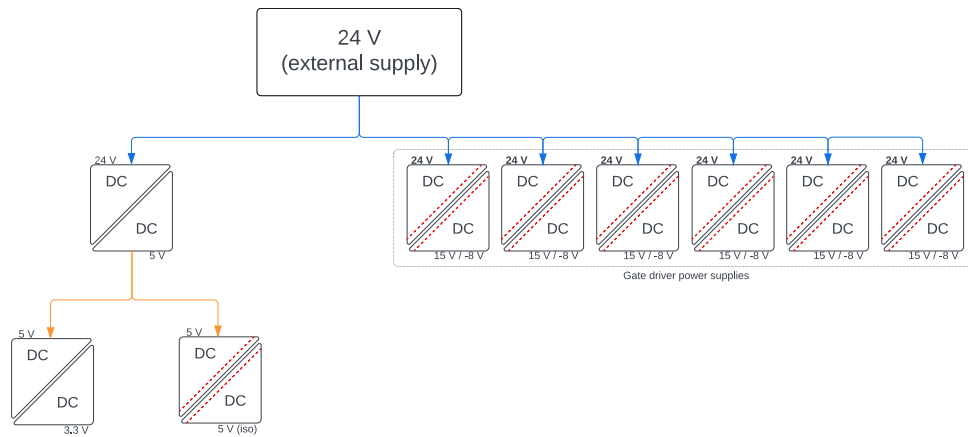 24 V
(external supply)
24 V
DC
DC
5 V
24 V
DC
DC
15 V / -8 V
24 V
DC
DC
15 V / -8 V
24 V
DC
DC
15 V / -8 V
24 V
DC
DC
15 V / -8 V
24 V
DC
DC
15 V / -8 V
24 V
DC
DC
15 V / -8 V
Gate driver power supplies
5 V
DC
DC
3.3 V
5 V
DC
DC
5 V (iso)